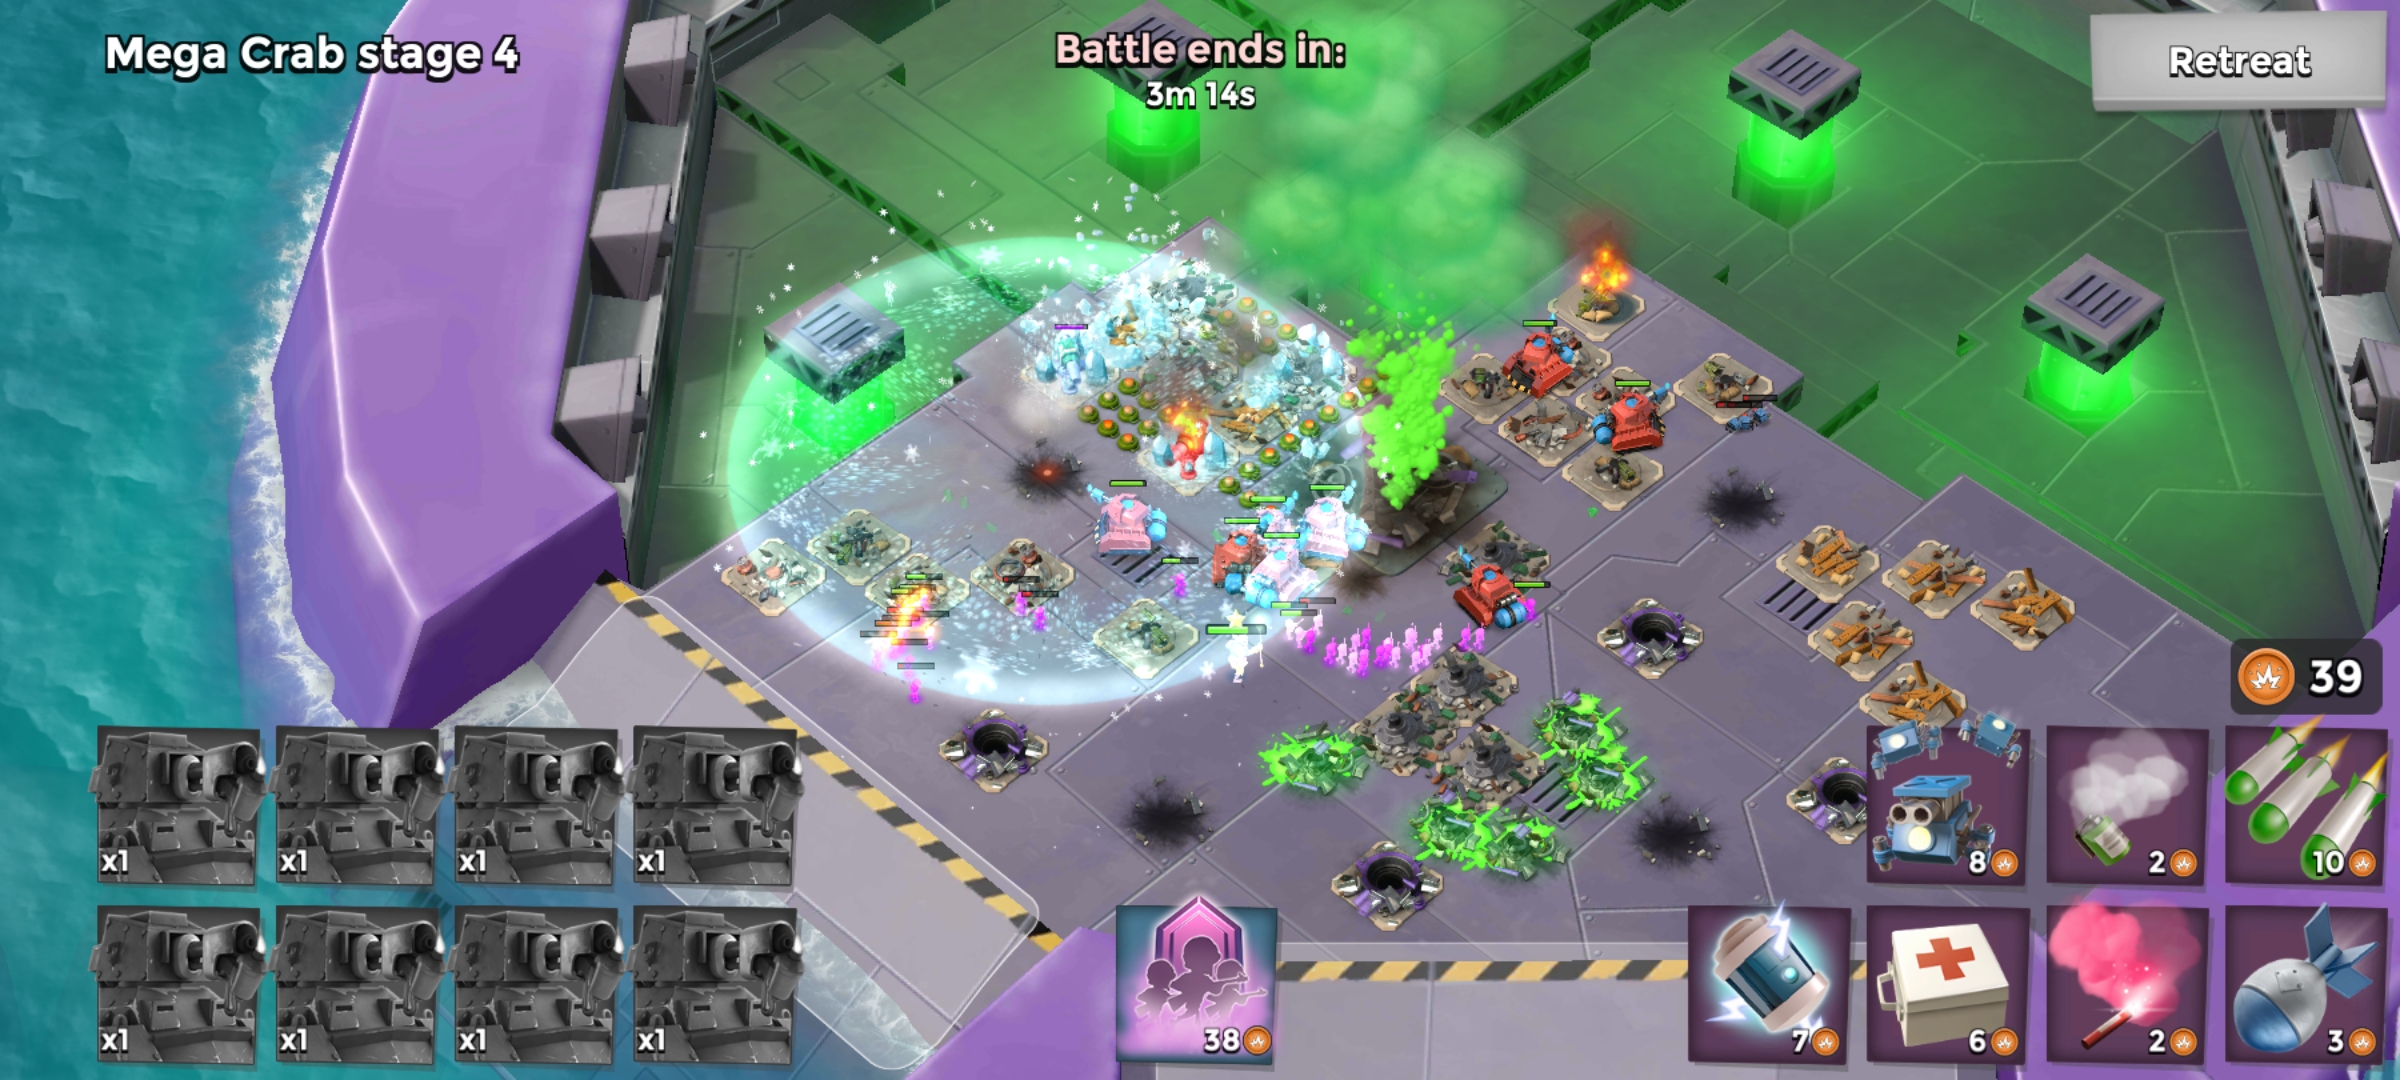 Mega Crab stage 4
Battle ends in:
3m 14s
Retreat
39
x1 x1 x1 x1
8 2 10
x1 x1 x1 x1
38 7 6 2 3